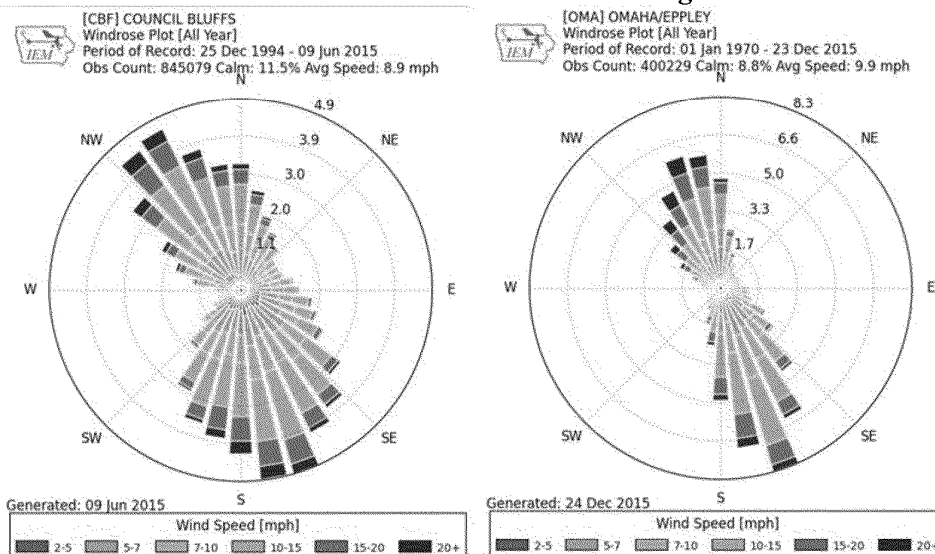 [CBF] COUNCIL BLUFFS
Windrose Plot [All Year]
Period of Record: 25 Dec 1994 - 09 Jun 2015
Obs Count: 845079 Calm: 11.5% Avg Speed: 8.9 mph
IEM
N
4.9
NW
3.9
NE
3.0
2.0
1.1
W
E
SW
SE
S
Generated: 09 Jun 2015
Wind Speed [mph]
2-5 5-7 7-10 10-15 15-20 20+
[OMA] OMAHA/EPPLEY
Windrose Plot [All Year]
Period of Record: 01 Jan 1970 - 23 Dec 2015
Obs Count: 400229 Calm: 8.8% Avg Speed: 9.9 mph
IEM
N
8.3
NW
6.6
NE
5.0
3.3
1.7
W
E
SW
SE
S
Generated: 24 Dec 2015
Wind Speed [mph]
2-5 5-7 7-10 10-15 15-20